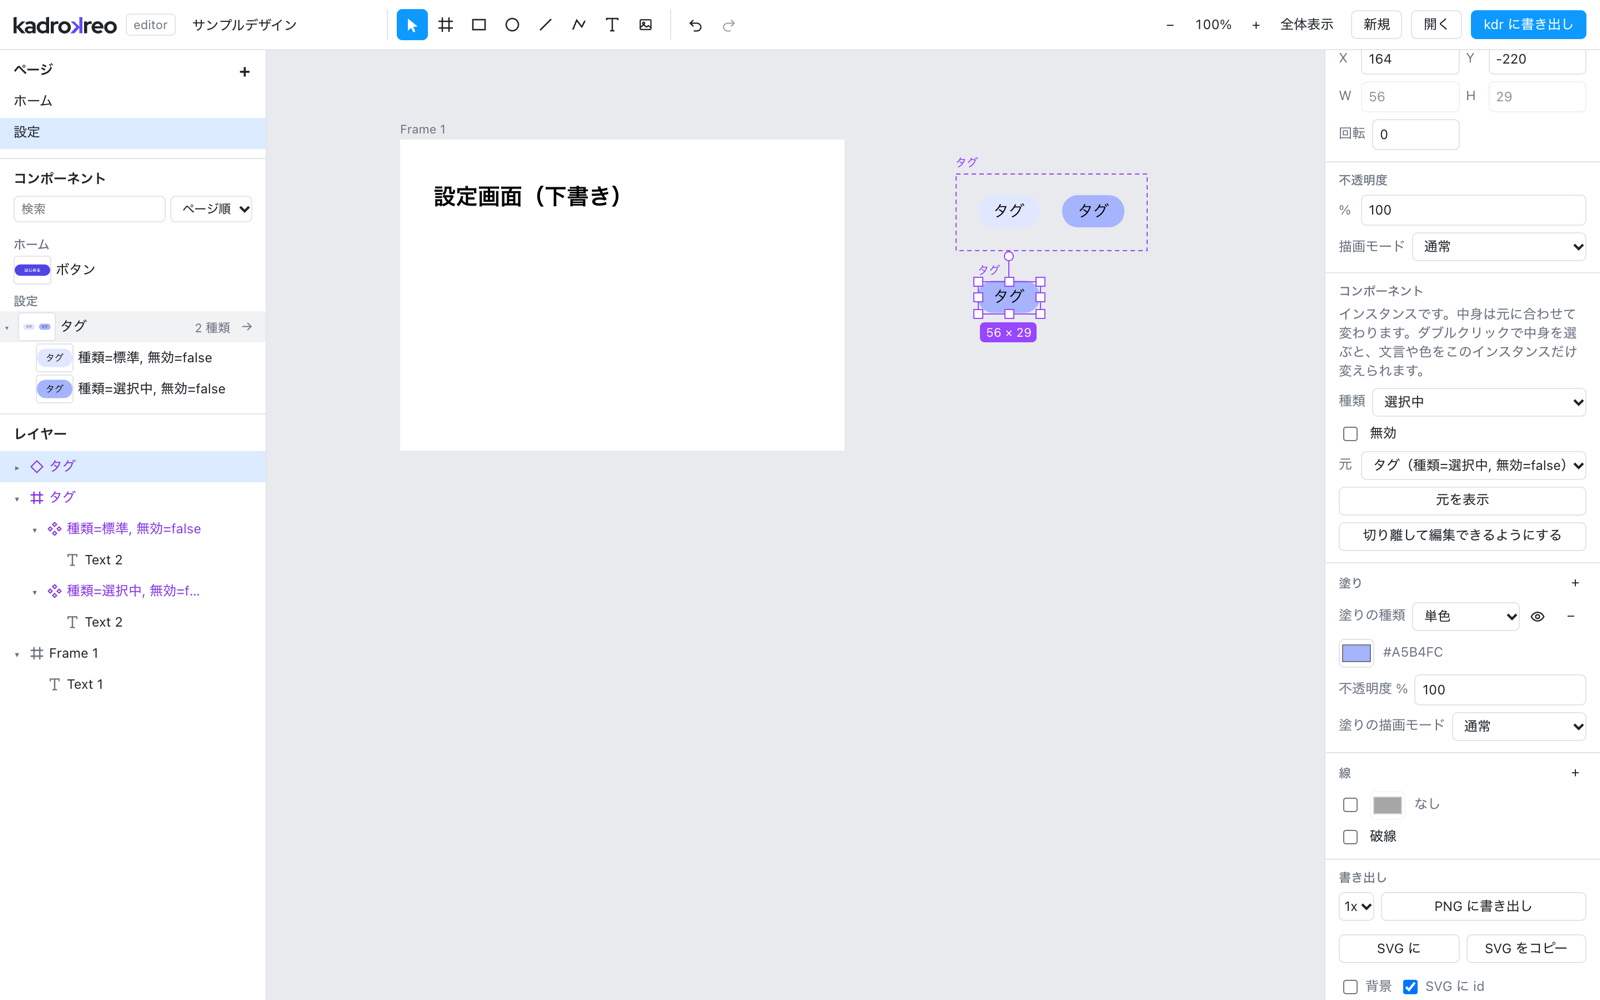 kadrokreo editor サンプルデザイン
− 100% + 全体表示 新規 開く kdr に書き出し
ページ +
ホーム
設定
コンポーネント
検索 ページ順
ホーム
はじめる ボタン
設定
タグ 2 種類 →
タグ 種類=標準, 無効=false
タグ 種類=選択中, 無効=false
レイヤー
タグ
タグ
種類=標準, 無効=false
Text 2
種類=選択中, 無効=f...
Text 2
Frame 1
Text 1
Frame 1
設定画面（下書き）
タグ
タグ タグ
タグ
タグ
56 × 29
X 164 Y -220
W 56 H 29
回転 0
不透明度
% 100
描画モード 通常
コンポーネント
インスタンスです。中身は元に合わせて
変わります。ダブルクリックで中身を選
ぶと、文言や色をこのインスタンスだけ
変えられます。
種類 選択中
無効
元 タグ（種類=選択中, 無効=false）
元を表示
切り離して編集できるようにする
塗り +
塗りの種類 単色 −
#A5B4FC
不透明度 % 100
塗りの描画モード 通常
線 +
なし
破線
書き出し
1x PNG に書き出し
SVG に SVG をコピー
背景 SVG に id